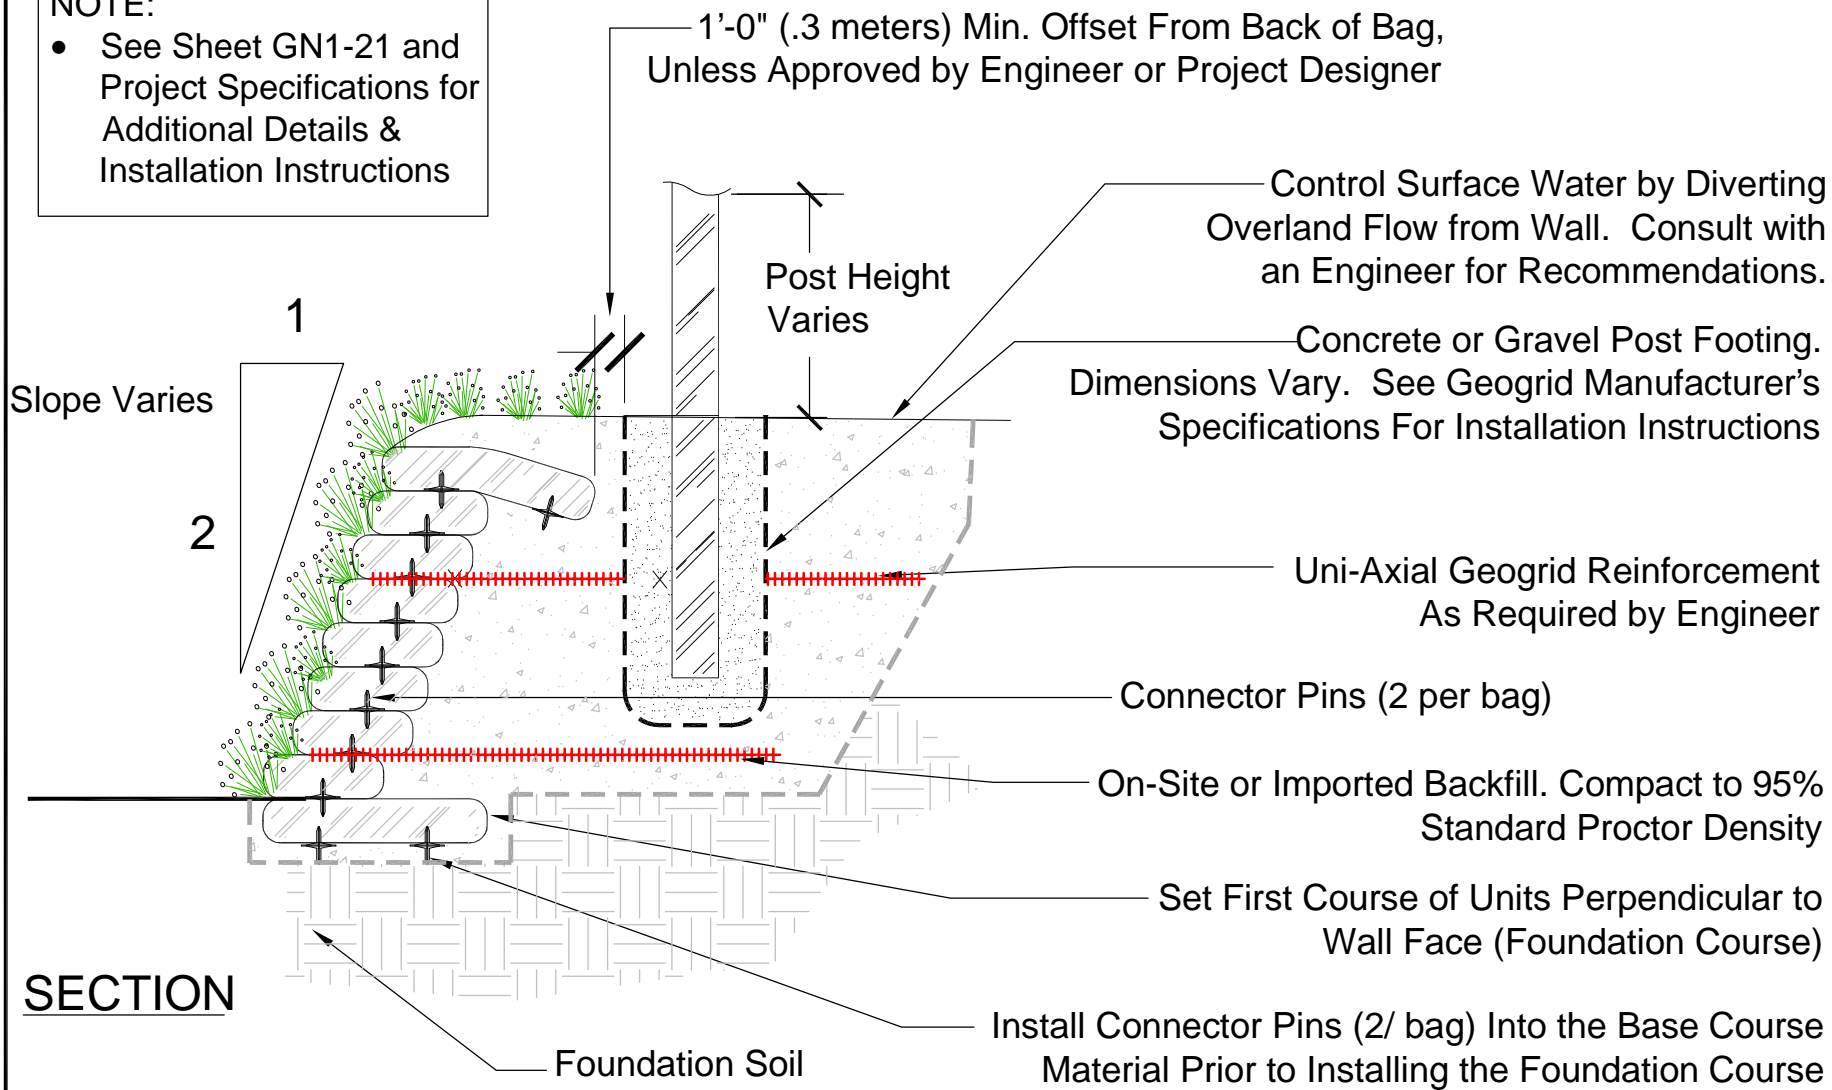 NOTE:
• See Sheet GN1-21 and
Project Specifications for
Additional Details &
Installation Instructions
1'-0" (.3 meters) Min. Offset From Back of Bag,
Unless Approved by Engineer or Project Designer
Control Surface Water by Diverting
Overland Flow from Wall. Consult with
an Engineer for Recommendations.
Post Height
Varies
1
Slope Varies
2
Concrete or Gravel Post Footing.
Dimensions Vary. See Geogrid Manufacturer's
Specifications For Installation Instructions
Uni-Axial Geogrid Reinforcement
As Required by Engineer
Connector Pins (2 per bag)
On-Site or Imported Backfill. Compact to 95%
Standard Proctor Density
Set First Course of Units Perpendicular to
Wall Face (Foundation Course)
SECTION
Install Connector Pins (2/ bag) Into the Base Course
Material Prior to Installing the Foundation Course
Foundation Soil